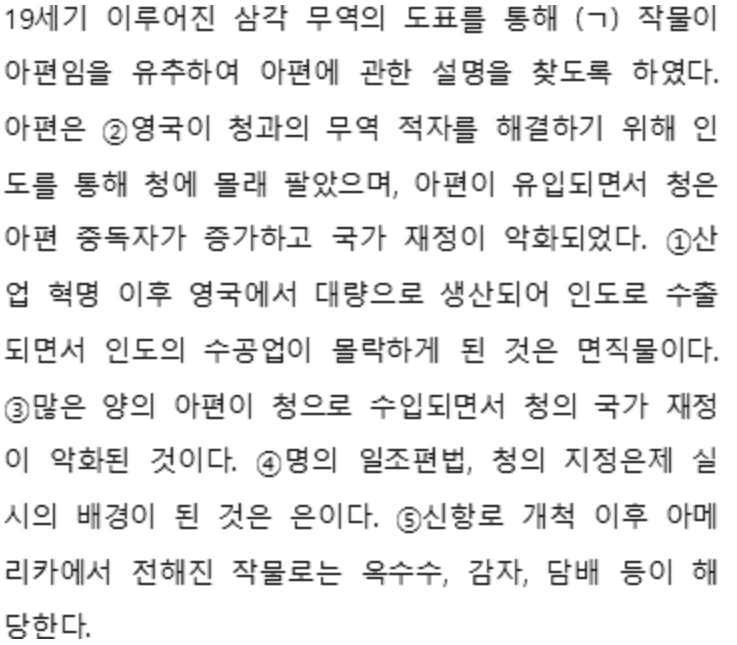 19세기 이루어진 삼각 무역의 도표를 통해 (ㄱ) 작물이
아편임을 유추하여 아편에 관한 설명을 찾도록 하였다.
아편은 ②영국이 청과의 무역 적자를 해결하기 위해 인
도를 통해 청에 몰래 팔았으며, 아편이 유입되면서 청은
아편 중독자가 증가하고 국가 재정이 악화되었다. ①산
업 혁명 이후 영국에서 대량으로 생산되어 인도로 수출
되면서 인도의 수공업이 몰락하게 된 것은 면직물이다.
③많은 양의 아편이 청으로 수입되면서 청의 국가 재정
이 악화된 것이다. ④명의 일조편법, 청의 지정은제 실
시의 배경이 된 것은 은이다. ⑤신항로 개척 이후 아메
리카에서 전해진 작물로는 옥수수, 감자, 담배 등이 해
당한다.